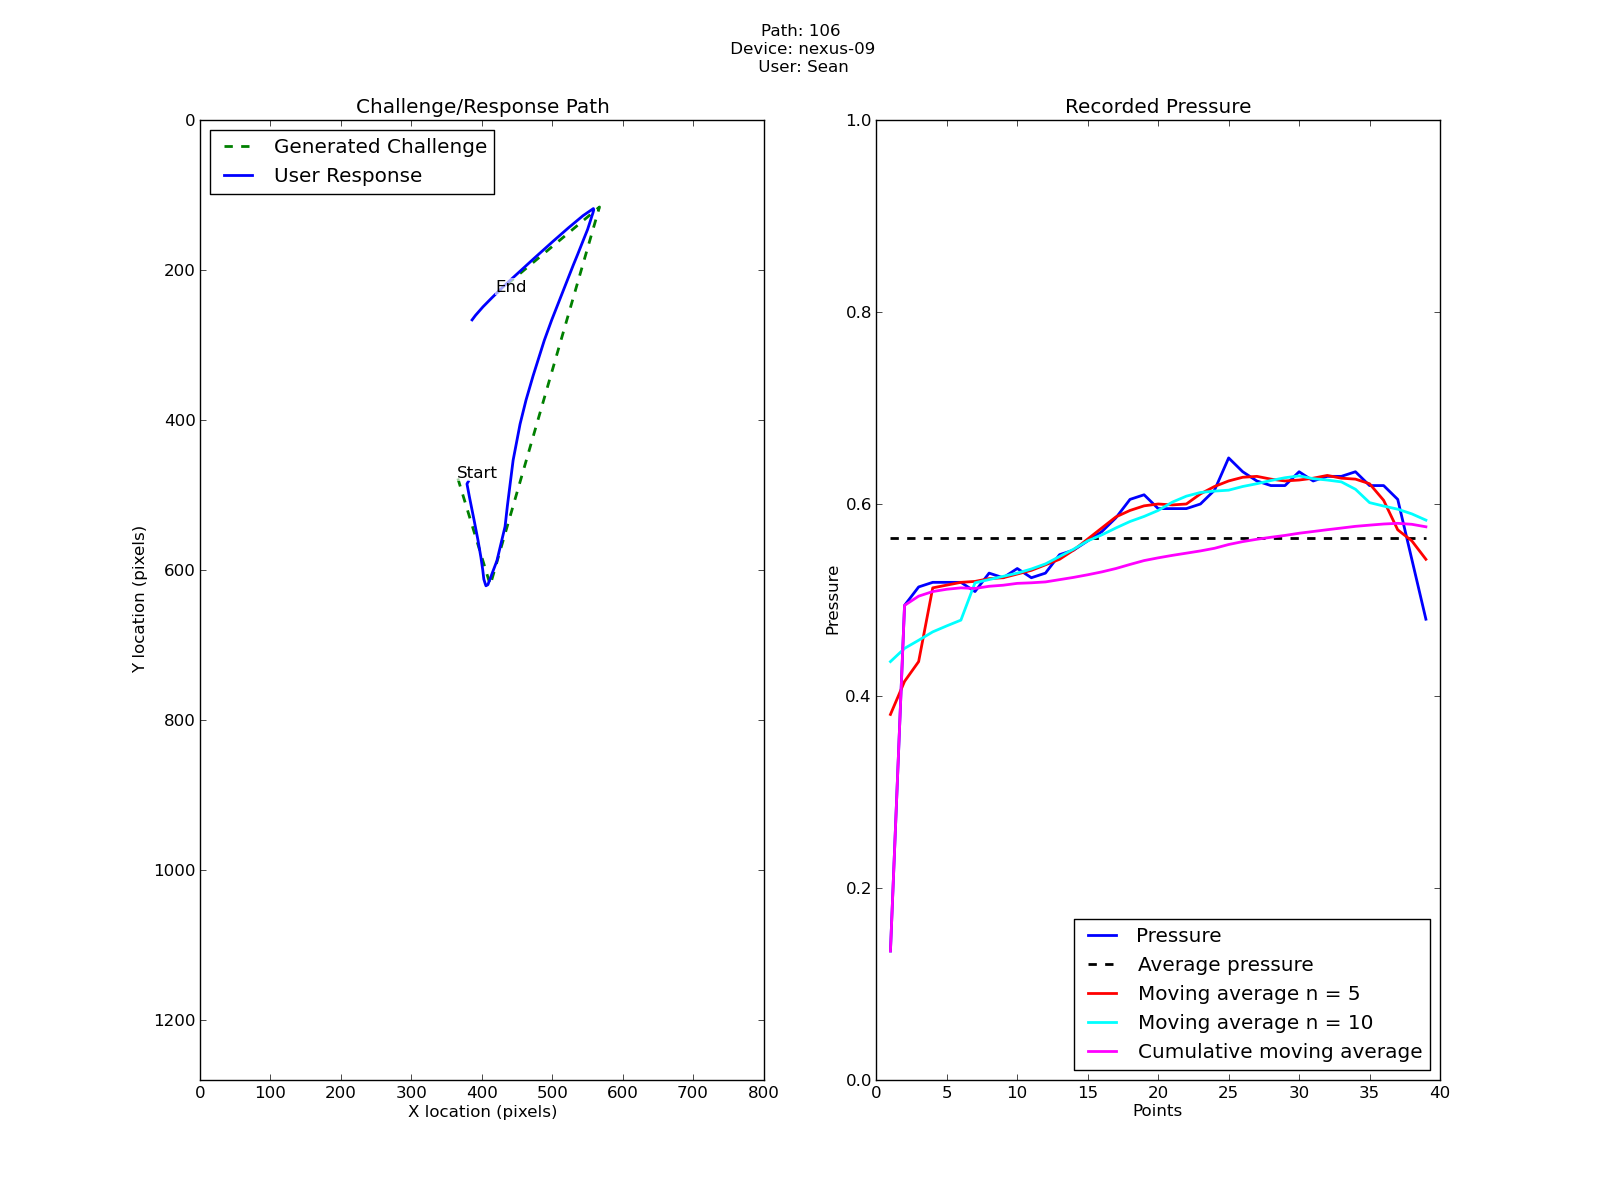 Path: 106
Device: nexus-09
User: Sean
Challenge/Response Path
Generated Challenge
User Response
End
Start
0
200
400
600
800
1000
1200
Y location (pixels)
0 100 200 300 400 500 600 700 800
X location (pixels)
Recorded Pressure
1.0
0.8
0.6
0.4
0.2
0.0
Pressure
Pressure
Average pressure
Moving average n = 5
Moving average n = 10
Cumulative moving average
0 5 10 15 20 25 30 35 40
Points